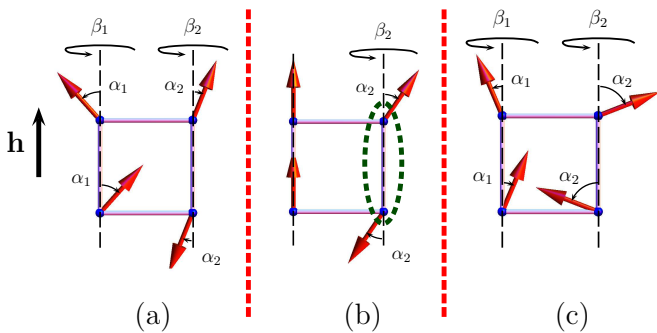 β₁ β₂ β₂ β₁ β₂
α₁ α₂ α₂ α₁ α₂
h
α₁ α₁ α₂
α₂ α₂
(a) (b) (c)